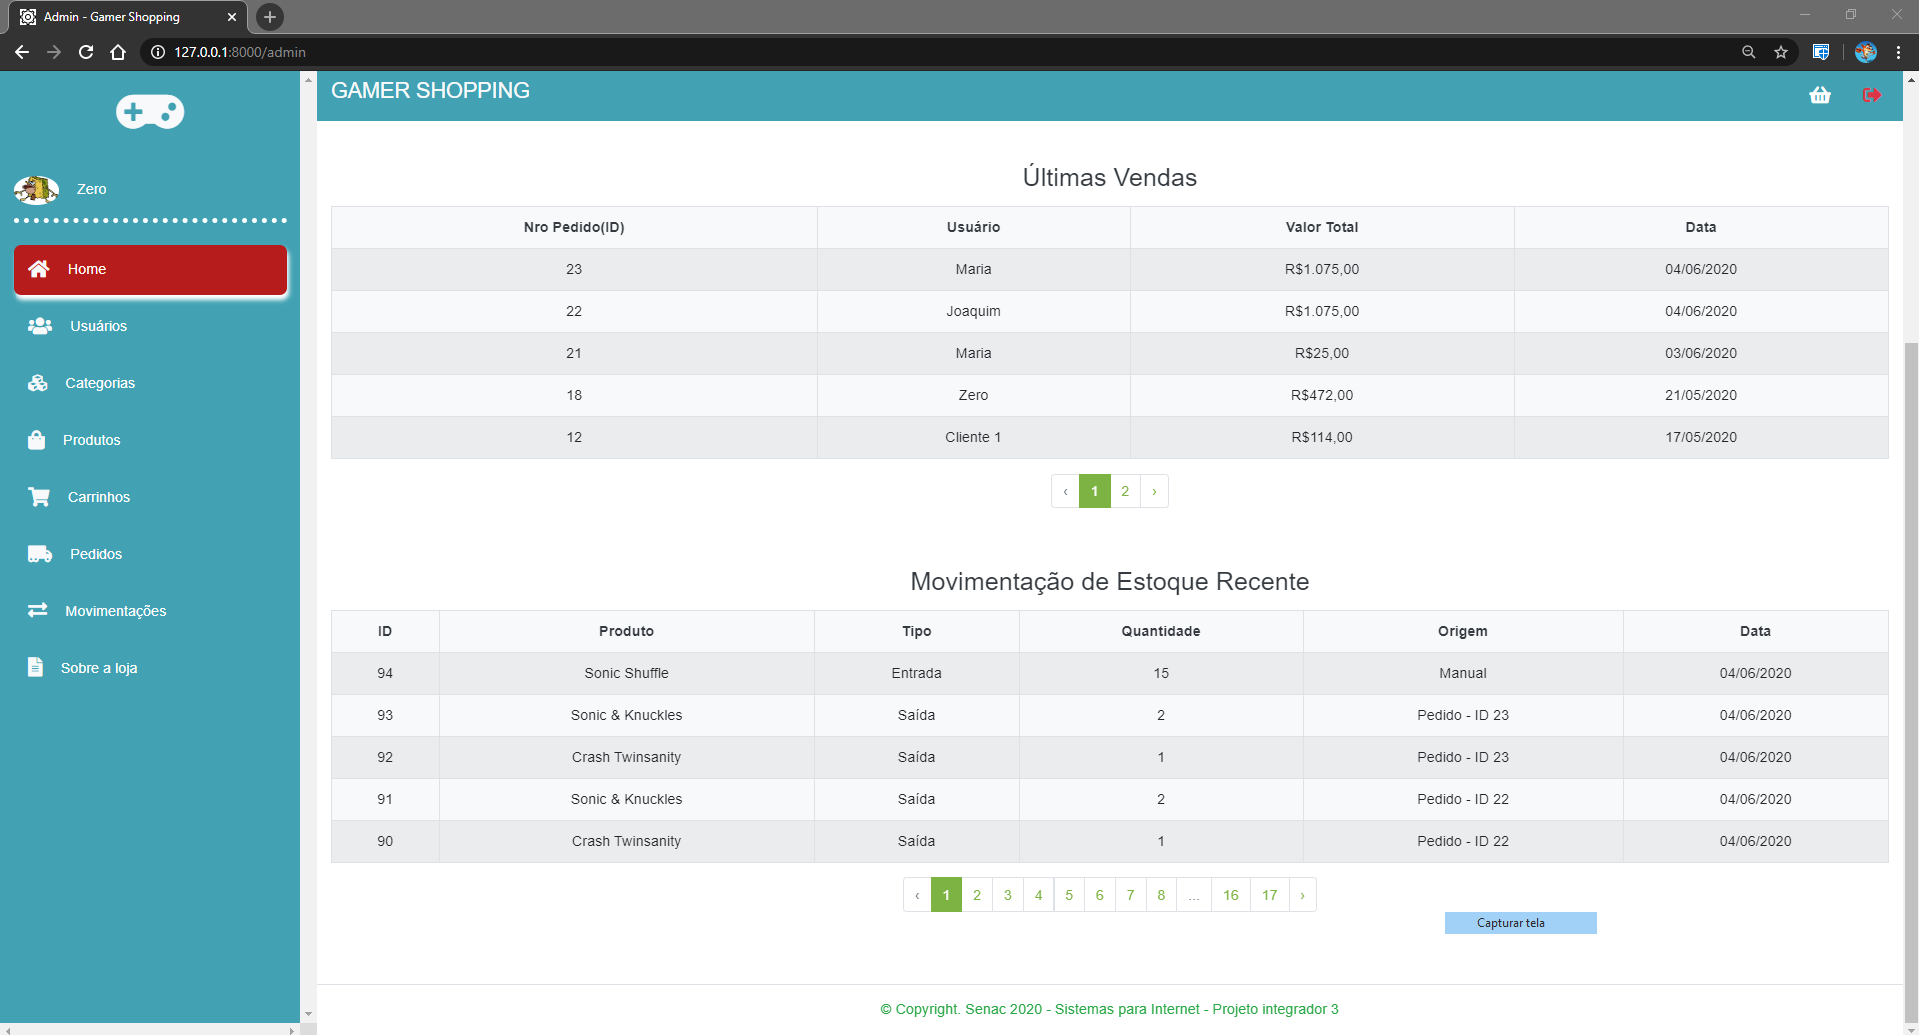 Admin - Gamer Shopping
127.0.0.1:8000/admin
GAMER SHOPPING
Zero
Home
Usuários
Categorias
Produtos
Carrinhos
Pedidos
Movimentações
Sobre a loja
Últimas Vendas
Nro Pedido(ID) Usuário Valor Total Data
23 Maria R$1.075,00 04/06/2020
22 Joaquim R$1.075,00 04/06/2020
21 Maria R$25,00 03/06/2020
18 Zero R$472,00 21/05/2020
12 Cliente 1 R$114,00 17/05/2020
‹ 1 2 ›
Movimentação de Estoque Recente
ID Produto Tipo Quantidade Origem Data
94 Sonic Shuffle Entrada 15 Manual 04/06/2020
93 Sonic & Knuckles Saída 2 Pedido - ID 23 04/06/2020
92 Crash Twinsanity Saída 1 Pedido - ID 23 04/06/2020
91 Sonic & Knuckles Saída 2 Pedido - ID 22 04/06/2020
90 Crash Twinsanity Saída 1 Pedido - ID 22 04/06/2020
‹ 1 2 3 4 5 6 7 8 ... 16 17 ›
Capturar tela
© Copyright. Senac 2020 - Sistemas para Internet - Projeto integrador 3